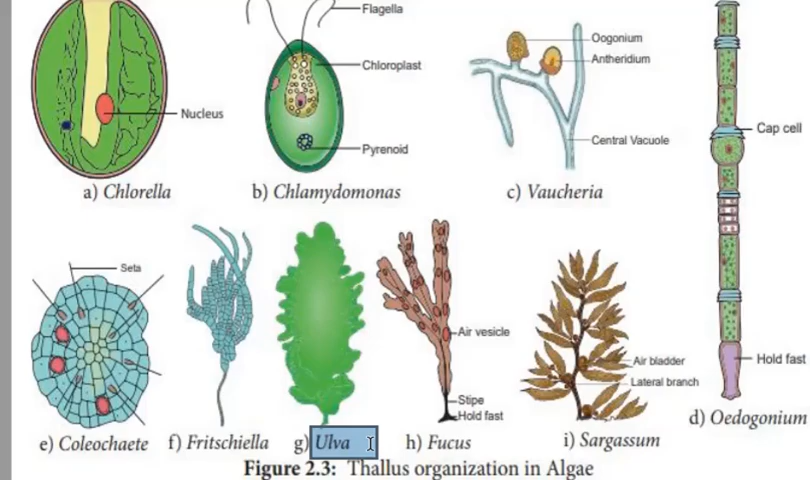 Flagella
Chloroplast
Nucleus
Pyrenoid
Oogonium
Antheridium
Central Vacuole
Cap cell
a) Chlorella
b) Chlamydomonas
c) Vaucheria
Seta
Air vesicle
Stipe
Hold fast
Air bladder
Lateral branch
Hold fast
d) Oedogonium
e) Coleochaete
f) Fritschiella
g) Ulva
h) Fucus
i) Sargassum
Figure 2.3: Thallus organization in Algae